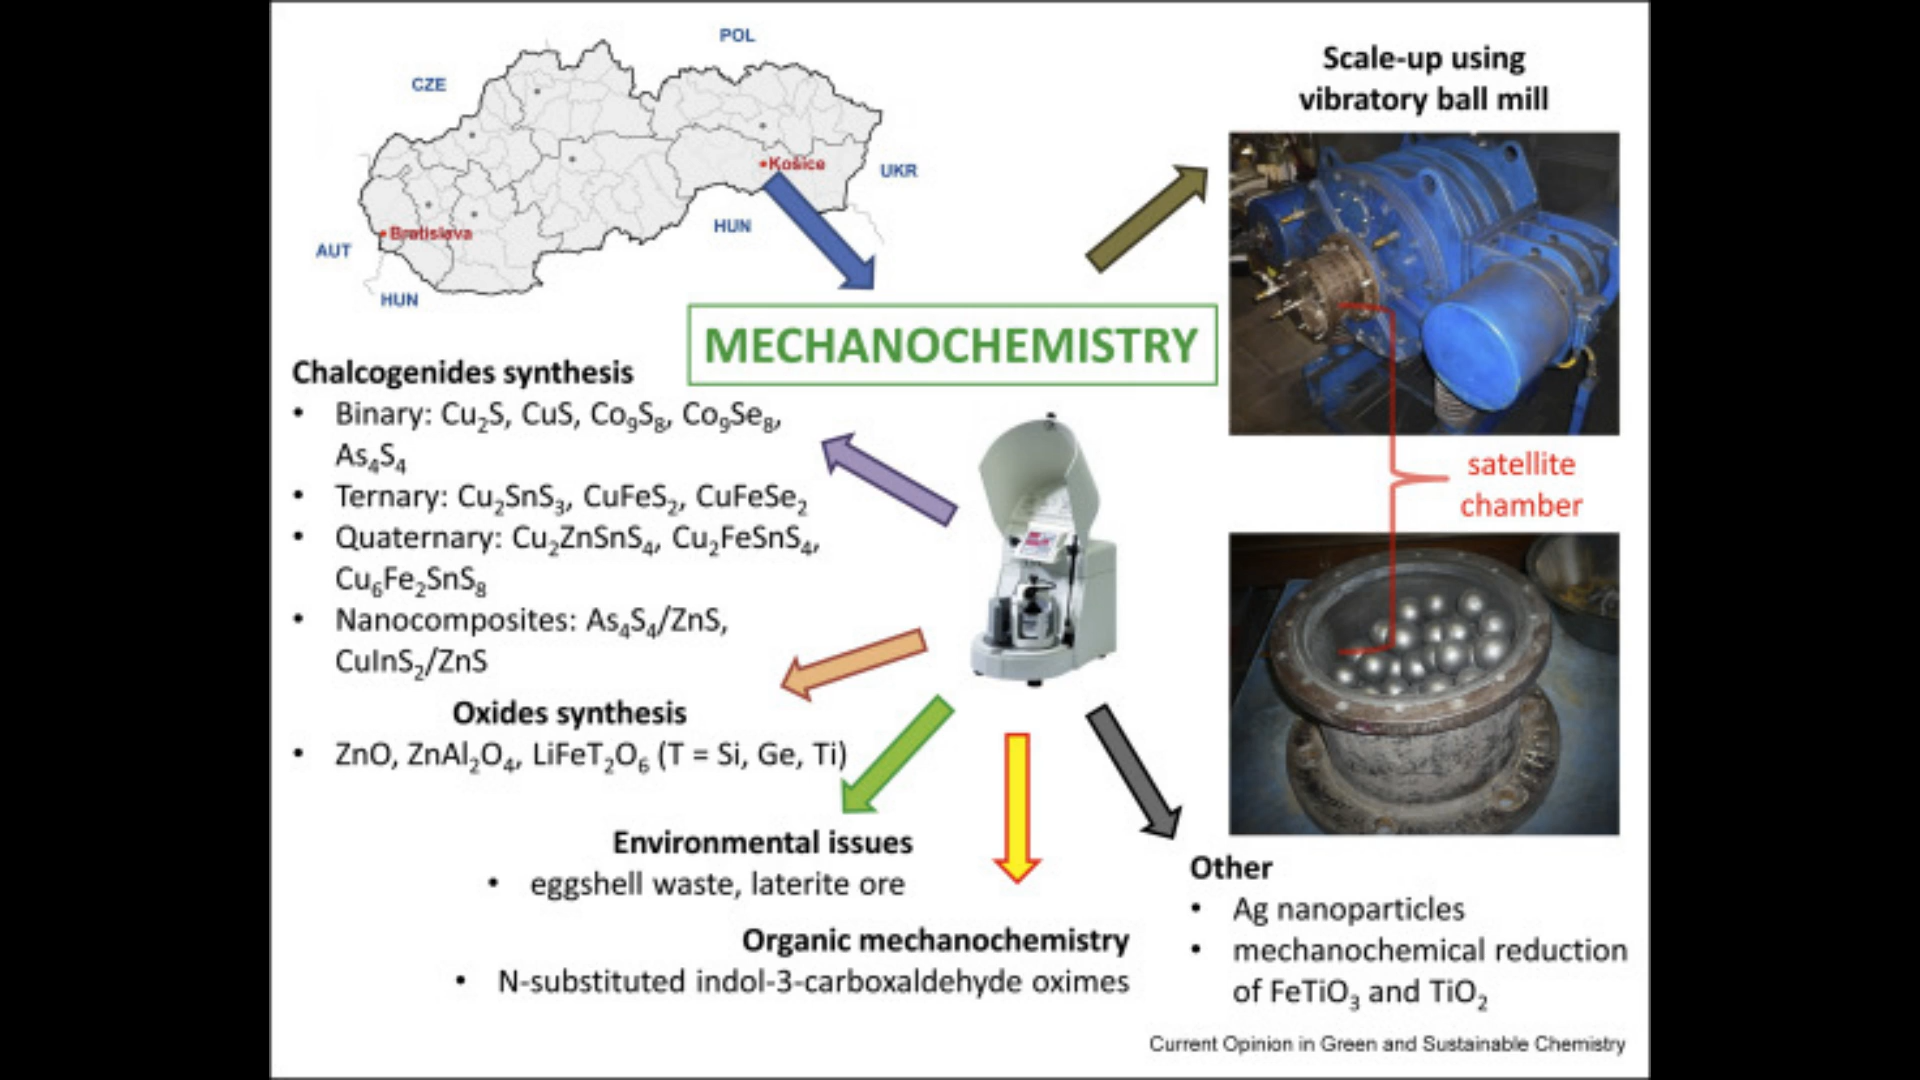 POL
CZE
Košice
UKR
HUN
Bratislava
AUT
HUN
Scale-up using
vibratory ball mill
MECHANOCHEMISTRY
satellite
chamber
Chalcogenides synthesis
• Binary: Cu₂S, CuS, Co₉S₈, Co₉Se₈,
As₄S₄
• Ternary: Cu₂SnS₃, CuFeS₂, CuFeSe₂
• Quaternary: Cu₂ZnSnS₄, Cu₂FeSnS₄,
Cu₆Fe₂SnS₈
• Nanocomposites: As₄S₄/ZnS,
CuInS₂/ZnS
Oxides synthesis
• ZnO, ZnAl₂O₄, LiFeT₂O₆ (T = Si, Ge, Ti)
Environmental issues
• eggshell waste, laterite ore
Organic mechanochemistry
• N-substituted indol-3-carboxaldehyde oximes
Other
• Ag nanoparticles
• mechanochemical reduction
of FeTiO₃ and TiO₂
Current Opinion in Green and Sustainable Chemistry